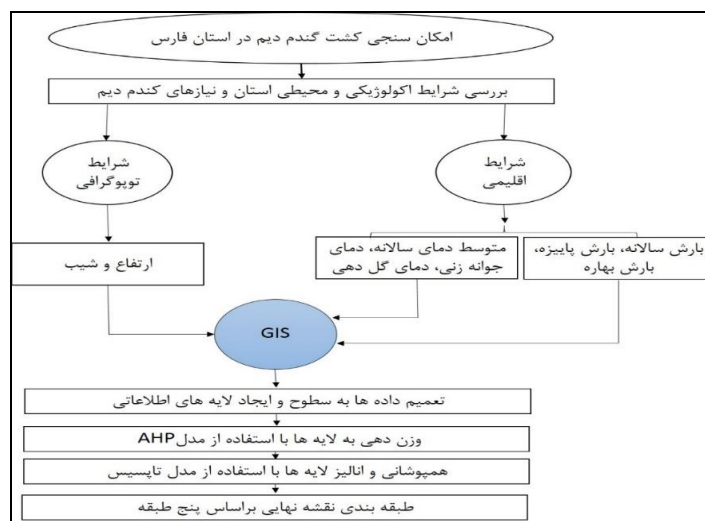 امکان سنجی کشت گندم دیم در استان فارس
بررسی شرایط اکولوژیکی و محیطی استان و نیازهای کندم دیم
شرایط
اقلیمی
شرایط
توپوگرافی
بارش سالانه، بارش پاییزه،
بارش بهاره
متوسط دمای سالانه، دمای
جوانه زنی، دمای گل دهی
ارتفاع و شیب
GIS
تعمیم داده ها به سطوح و ایجاد لایه های اطلاعاتی
وزن دهی به لایه ها با استفاده از مدل AHP
همپوشانی و انالیز لایه ها با استفاده از مدل تاپسیس
طبقه بندی نقشه نهایی براساس پنج طبقه